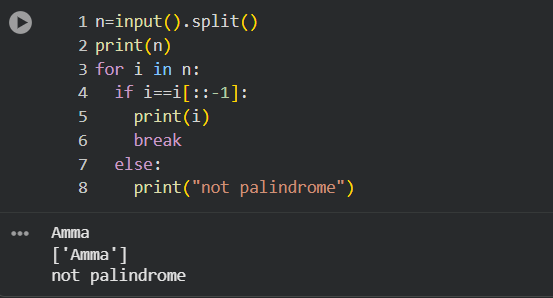 1 n=input().split()
2 print(n)
3 for i in n:
4   if i==i[::-1]:
5     print(i)
6     break
7   else:
8     print("not palindrome")
Amma
['Amma']
not palindrome